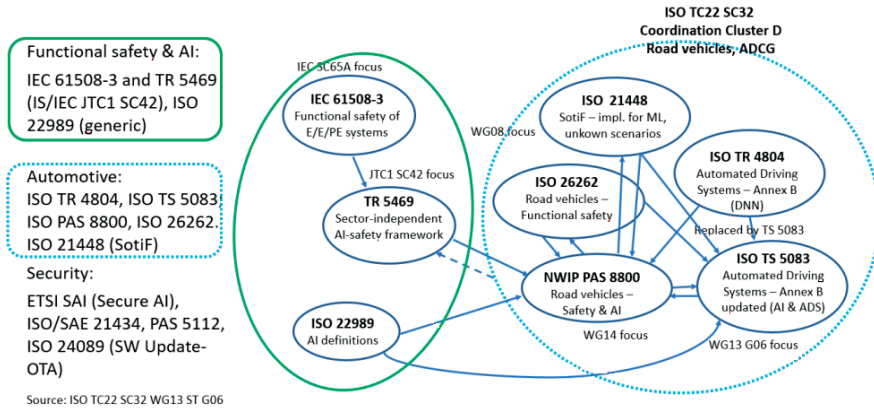 ISO TC22 SC32
Coordination Cluster D
Road vehicles, ADCG
Functional safety & AI:
IEC 61508-3 and TR 5469
(IS/IEC JTC1 SC42), ISO
22989 (generic)
Automotive:
ISO TR 4804, ISO TS 5083,
ISO PAS 8800, ISO 26262.
ISO 21448 (SotiF)
Security:
ETSI SAI (Secure AI),
ISO/SAE 21434, PAS 5112,
ISO 24089 (SW Update-
OTA)
Source: ISO TC22 SC32 WG13 ST G06
IEC SC65A focus
IEC 61508-3
Functional safety of
E/E/PE systems
JTC1 SC42 focus
TR 5469
Sector-independent
AI-safety framework
ISO 22989
AI definitions
WG08 focus
ISO 21448
SotiF – impl. for ML,
unkown scenarios
ISO 26262
Road vehicles –
Functional safety
ISO TR 4804
Automated Driving
Systems – Annex B
(DNN)
Replaced by TS 5083
NWIP PAS 8800
Road vehicles –
Safety & AI
WG14 focus
ISO TS 5083
Automated Driving
Systems – Annex B
updated (AI & ADS)
WG13 G06 focus